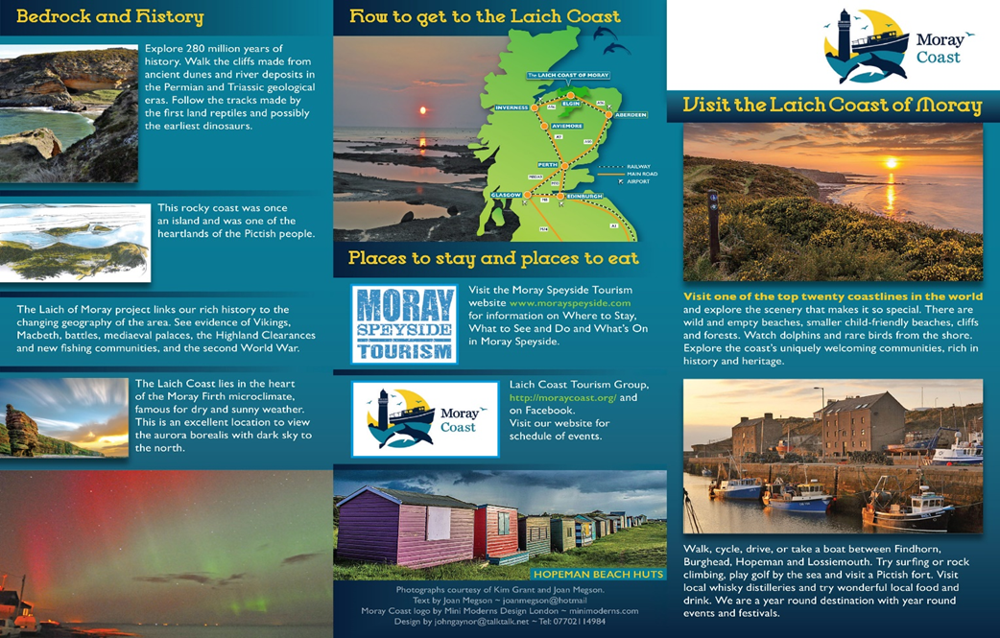 Bedrock and History
Explore 280 million years of
history. Walk the cliffs made from
ancient dunes and river deposits in
the Permian and Triassic geological
eras. Follow the tracks made by
the first land reptiles and possibly
the earliest dinosaurs.
This rocky coast was once
an island and was one of the
heartlands of the Pictish people.
The Laich of Moray project links our rich history to the
changing geography of the area. See evidence of Vikings,
Macbeth, battles, mediaeval palaces, the Highland Clearances
and new fishing communities, and the second World War.
The Laich Coast lies in the heart
of the Moray Firth microclimate,
famous for dry and sunny weather.
This is an excellent location to view
the aurora borealis with dark sky to
the north.
How to get to the Laich Coast
The LAICH COAST OF MORAY
INVERNESS
ELGIN
ABERDEEN
AVIEMORE
PERTH
GLASGOW
EDINBURGH
RAILWAY
MAIN ROAD
AIRPORT
Places to stay and places to eat
MORAY
SPEYSIDE
TOURISM
Visit the Moray Speyside Tourism
website www.morayspeyside.com
for information on Where to Stay,
What to See and Do and What's On
in Moray Speyside.
Moray
Coast
Laich Coast Tourism Group,
http://moraycoast.org/ and
on Facebook.
Visit our website for
schedule of events.
HOPEMAN BEACH HUTS
Photographs courtesy of Kim Grant and Joan Megson.
Text by Joan Megson ~ joanmegson@hotmail
Moray Coast logo by Mini Moderns Design London ~ minimoderns.com
Design by johngaynor@talktalk.net ~ Tel: 07702114984
Moray
Coast
Visit the Laich Coast of Moray
Visit one of the top twenty coastlines in the world
and explore the scenery that makes it so special. There are
wild and empty beaches, smaller child-friendly beaches, cliffs
and forests. Watch dolphins and rare birds from the shore.
Explore the coast's uniquely welcoming communities, rich in
history and heritage.
Walk, cycle, drive, or take a boat between Findhorn,
Burghead, Hopeman and Lossiemouth. Try surfing or rock
climbing, play golf by the sea and visit a Pictish fort. Visit
local whisky distilleries and try wonderful local food and
drink. We are a year round destination with year round
events and festivals.